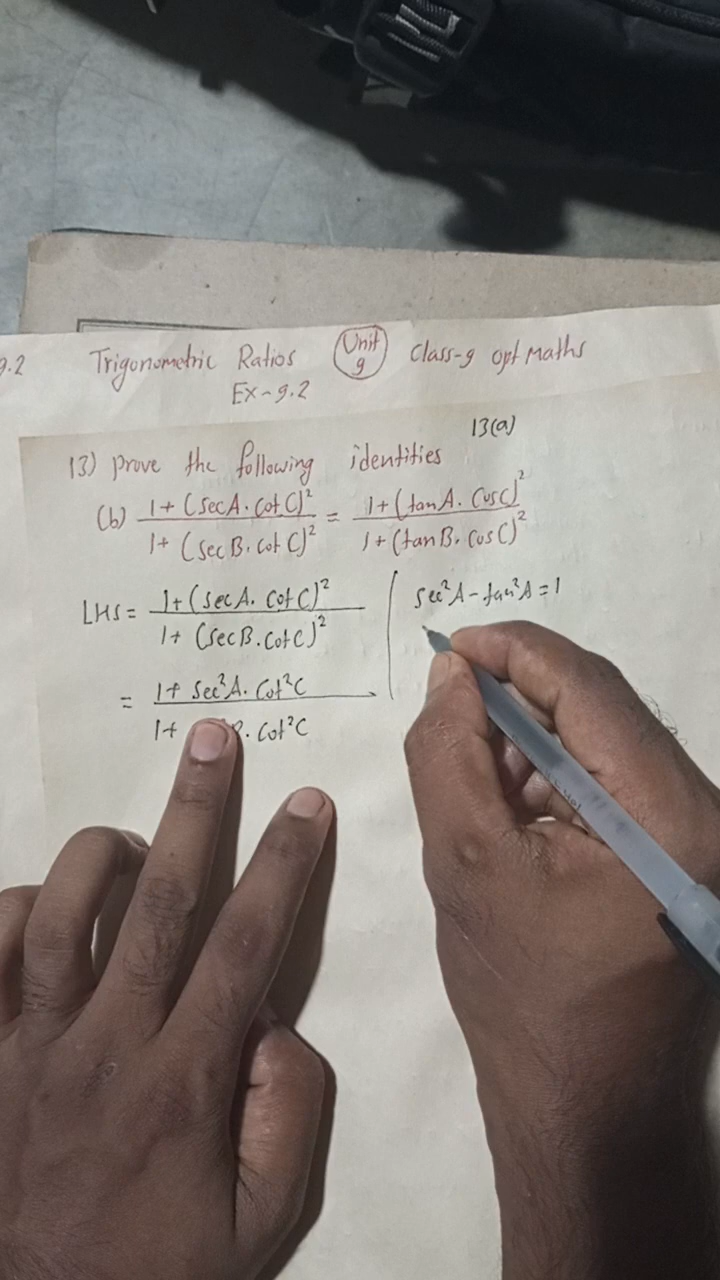 9.2 Trigonometric Ratios Unit 9 Class-9 opt Maths
Ex-9.2
13(a)
13) prove the following identities
(b) 1+(secA.cotC)² / 1+(secB.cotC)² = 1+(tanA.CosC)² / 1+(tanB.CosC)²
LHS = 1+(secA.cotC)² / 1+(secB.cotC)²
= 1+sec²A.Cot²C / 1+ B.cot²C
sec²A-tan²A=1